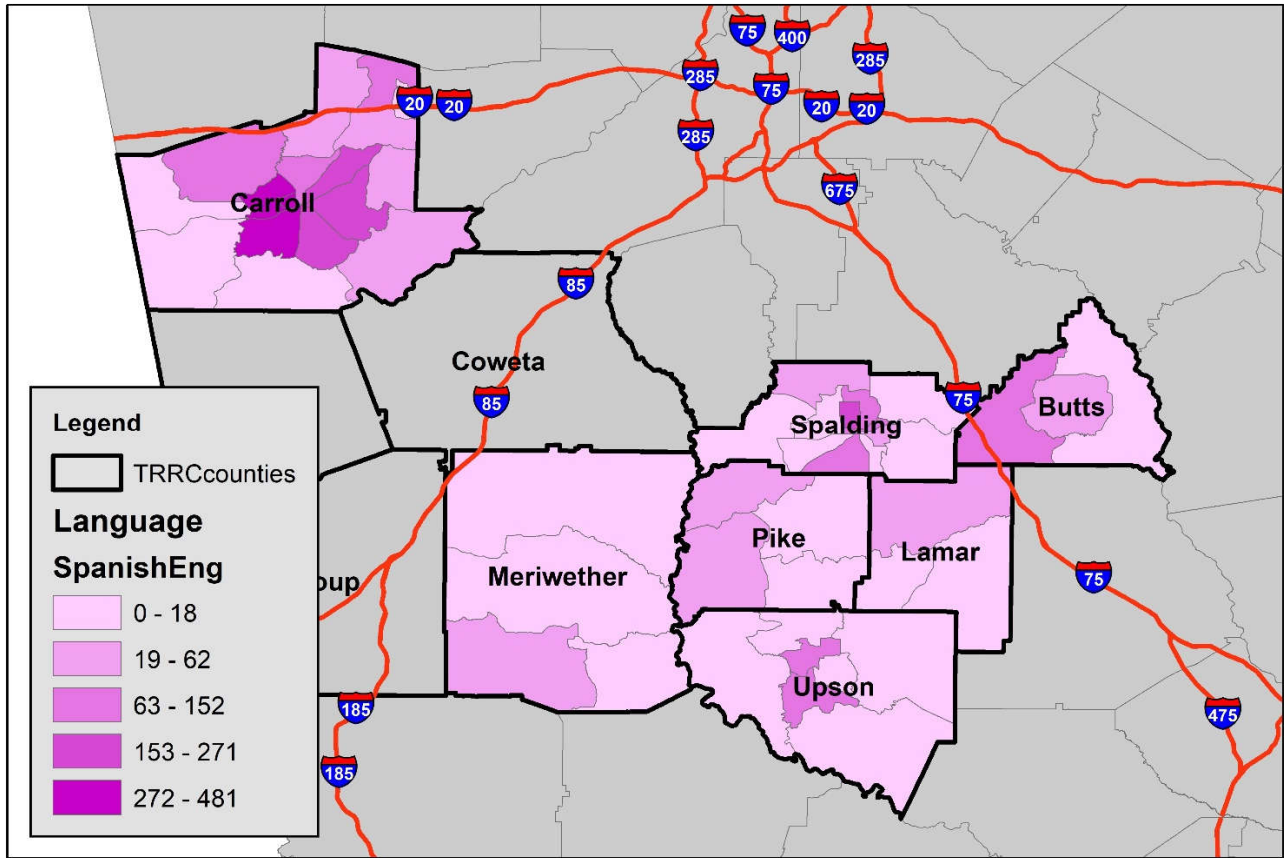 75
400
285
285
75
20
20
20
20
285
675
Carroll
85
Coweta
85
75
Butts
Spalding
Pike
Lamar
Meriwether
oup
75
Upson
185
475
185
Legend
TRRCcounties
Language
SpanishEng
0 - 18
19 - 62
63 - 152
153 - 271
272 - 481